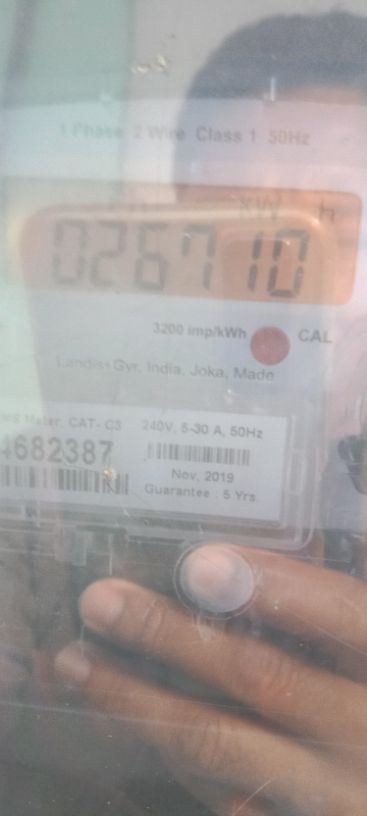 1 Phase 2 Wire Class 1 50Hz
kW h
026710
3200 imp/kWh CAL
Landis+Gyr, India, Joka, Made
Meter, CAT- C3 240V, 5-30 A, 50Hz
4682387
Nov, 2019
Guarantee : 5 Yrs.